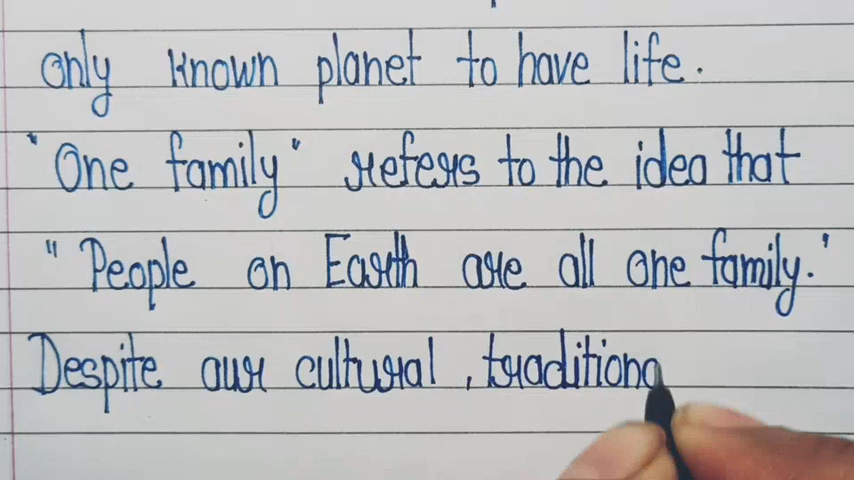 only known planet to have life.
"One family" refers to the idea that
"People on Earth are all one family."
Despite our cultural, traditiona